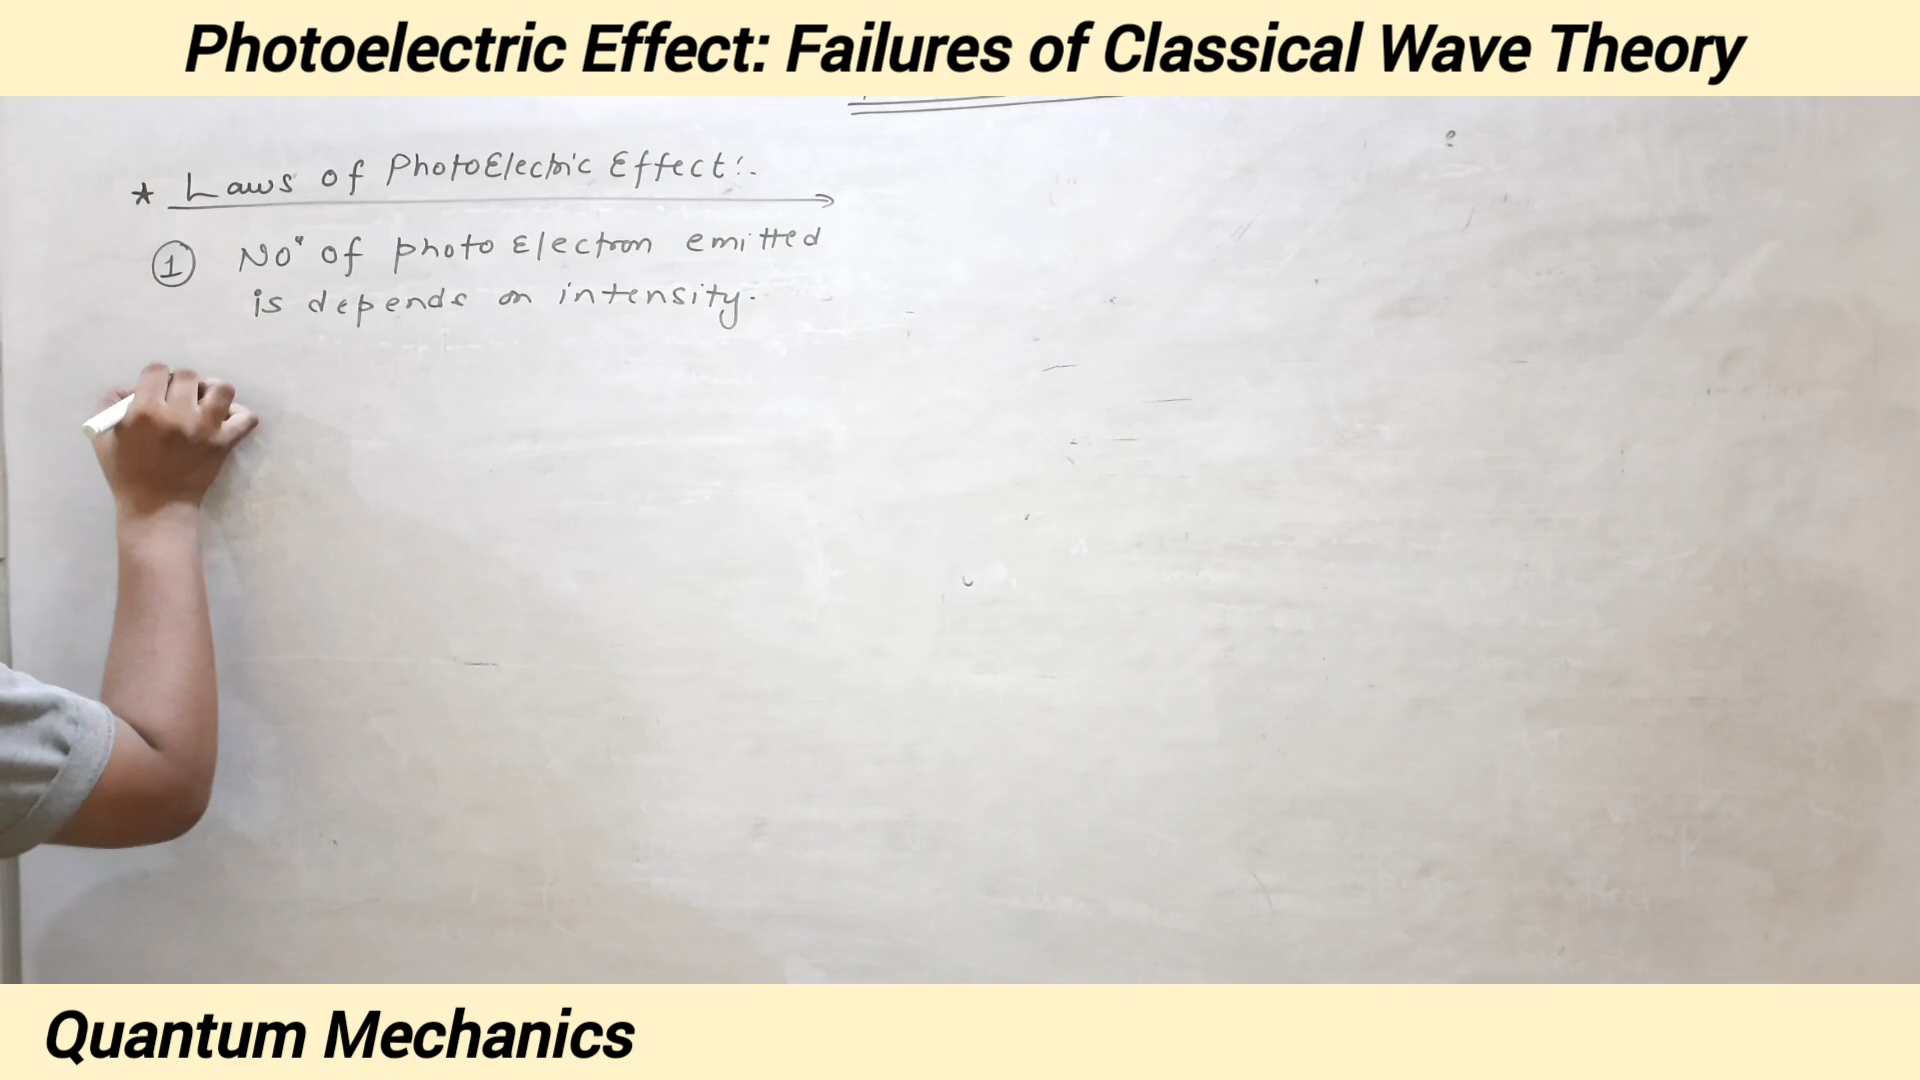 Photoelectric Effect: Failures of Classical Wave Theory
* Laws of PhotoElectric Effect:-
① No. of photo Electron emitted
is depends on intensity.
Quantum Mechanics